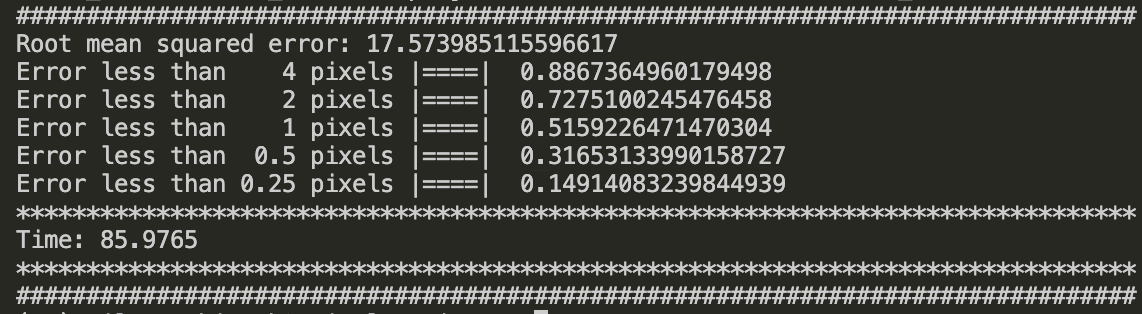 ################################################################################
Root mean squared error: 17.573985115596617
Error less than    4 pixels |====|  0.8867364960179498
Error less than    2 pixels |====|  0.7275100245476458
Error less than    1 pixels |====|  0.5159226471470304
Error less than  0.5 pixels |====|  0.31653133990158727
Error less than 0.25 pixels |====|  0.14914083239844939
********************************************************************************
Time: 85.9765
********************************************************************************
################################################################################